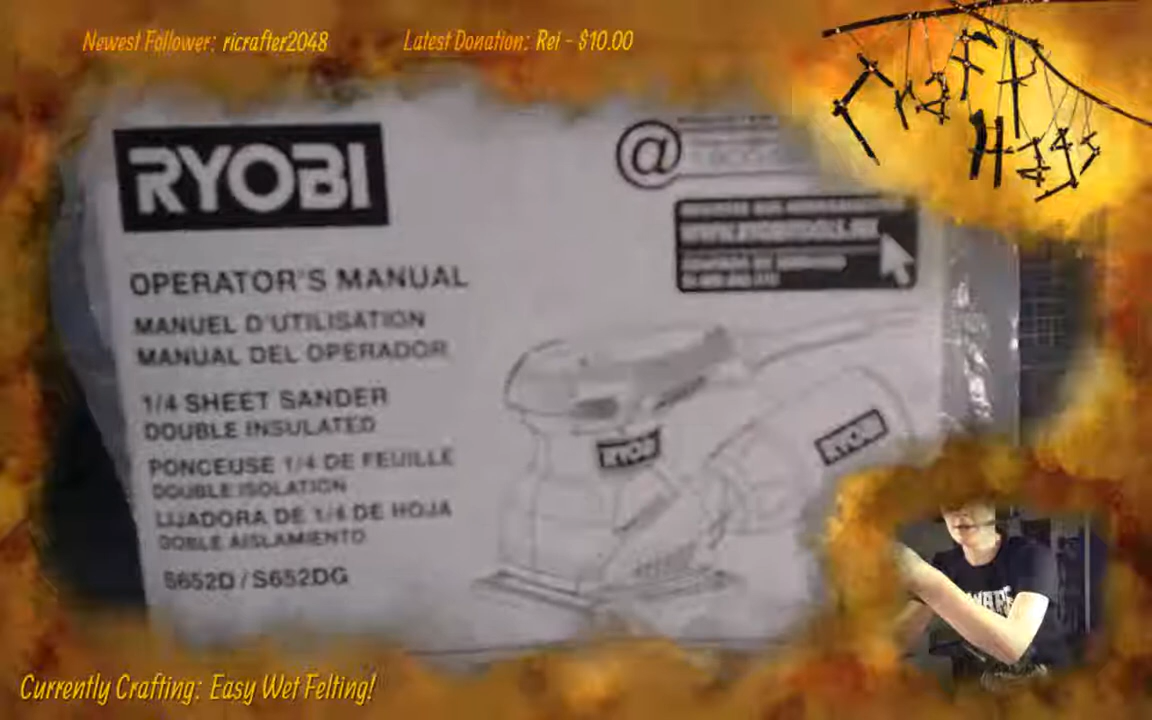 Newest Follower: ricrafter2048
Latest Donation: Rei - $10.00
Craft Hags
RYOBI
@
OPERATOR'S MANUAL
MANUEL D'UTILISATION
MANUAL DEL OPERADOR
1/4 SHEET SANDER
DOUBLE INSULATED
PONCEUSE 1/4 DE FEUILLE
DOUBLE ISOLATION
LIJADORA DE 1/4 DE HOJA
DOBLE AISLAMIENTO
S652D / S652DG
RYOBI
RYOBI
Currently Crafting: Easy Wet Felting!